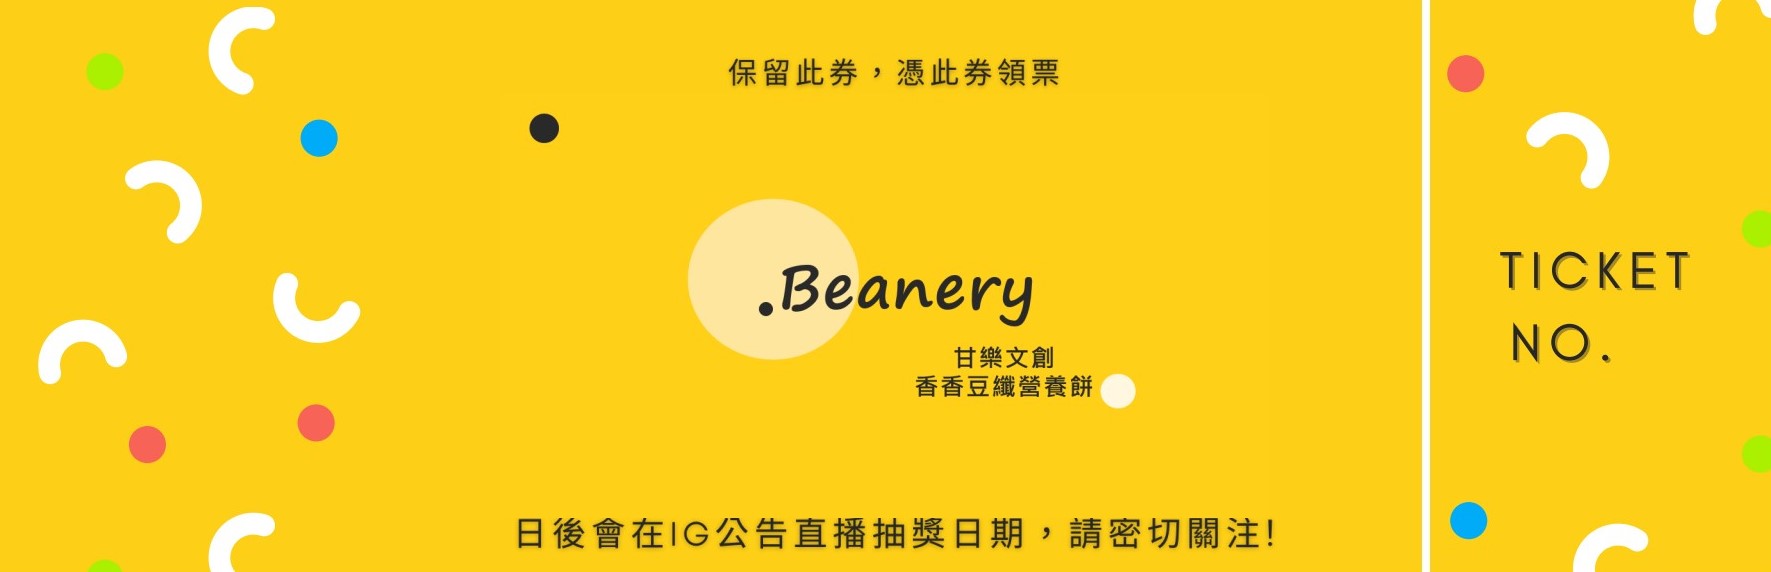 保留此券，憑此券領票
.Beanery
甘樂文創
香香豆纖營養餅
日後會在IG公告直播抽獎日期，請密切關注!
TICKET
NO.